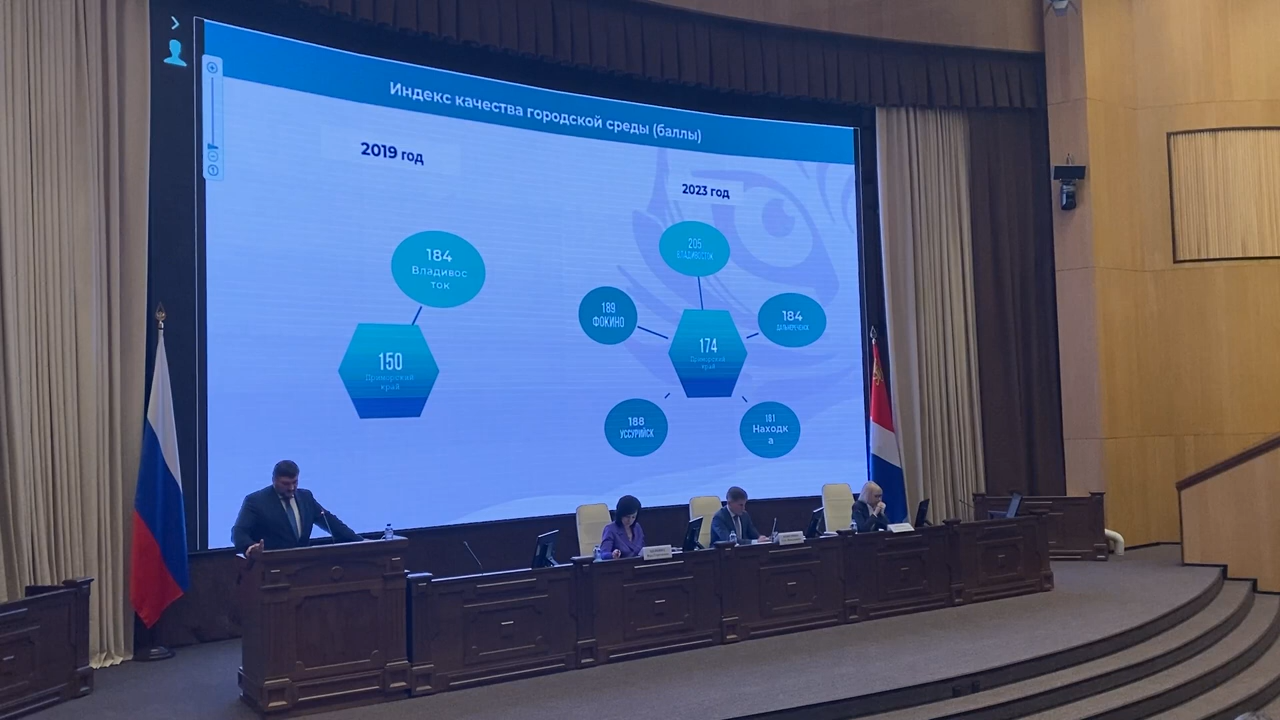 Индекс качества городской среды (баллы)
2019 год
184
Владивос
ток
150
Приморский
край
2023 год
205
ВЛАДИВОСТОК
189
ФОКИНО
184
ДАЛЬНЕРЕЧЕНСК
174
Приморский
край
188
УССУРИЙСК
181
Находк
а